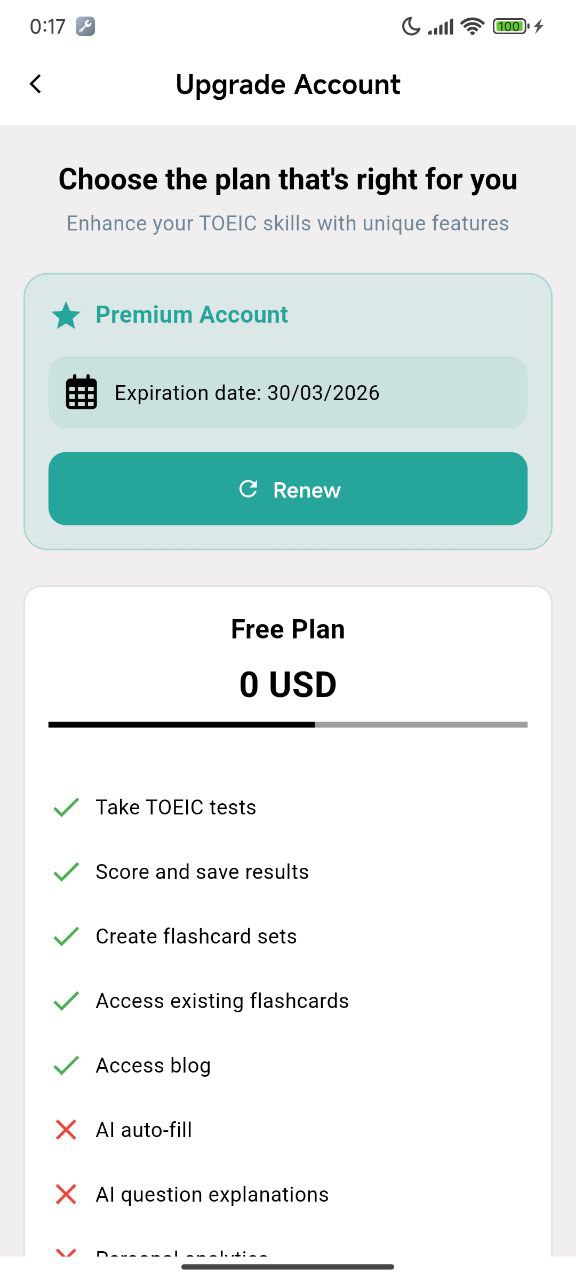 0:17
100
Upgrade Account
Choose the plan that's right for you
Enhance your TOEIC skills with unique features
Premium Account
Expiration date: 30/03/2026
Renew
Free Plan
0 USD
Take TOEIC tests
Score and save results
Create flashcard sets
Access existing flashcards
Access blog
AI auto-fill
AI question explanations
Personal analytics